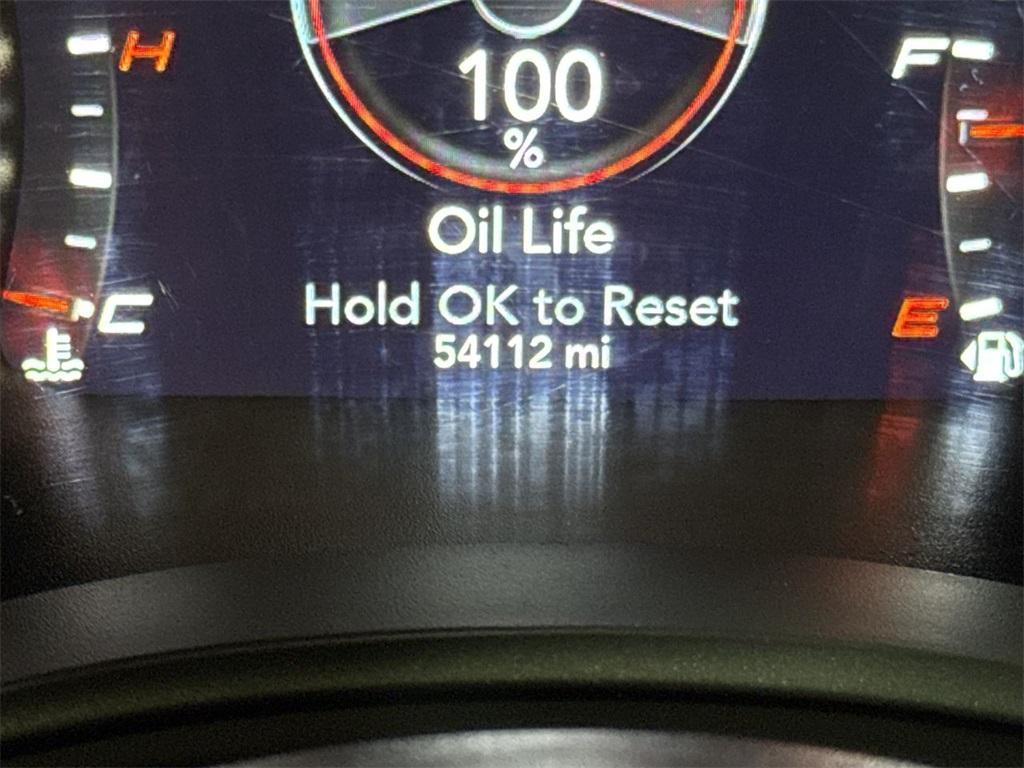 H
F
100
%
Oil Life
Hold OK to Reset
54112 mi
C
E